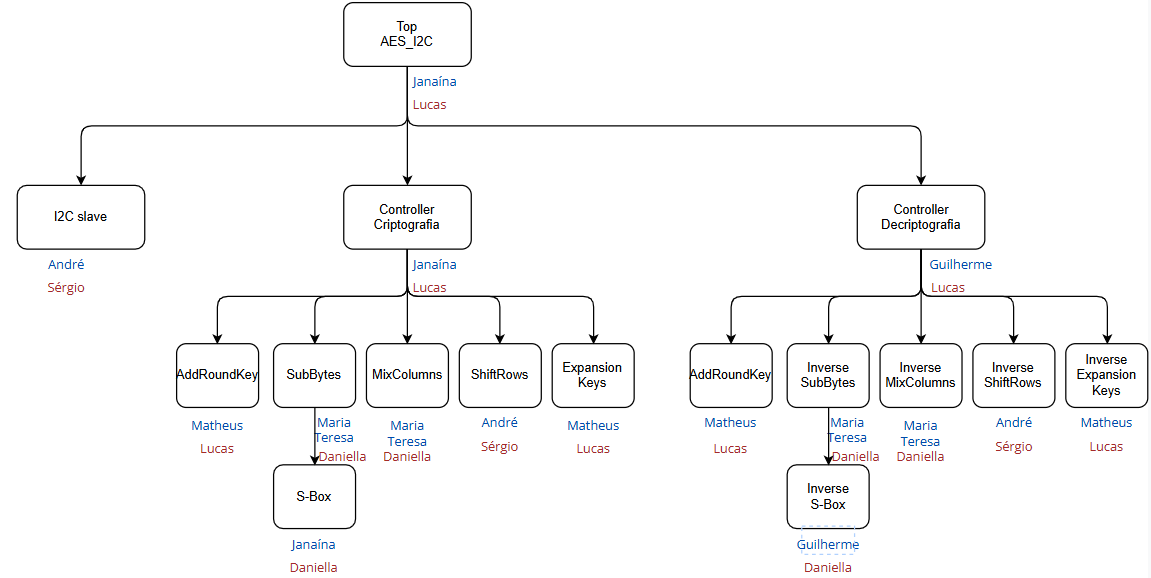 Top
AES_I2C
Janaína
Lucas
I2C slave
André
Sérgio
Controller
Criptografia
Janaína
Lucas
Controller
Decriptografia
Guilherme
Lucas
AddRoundKey
Matheus
Lucas
SubBytes
Maria
Teresa
Daniella
MixColumns
Maria
Teresa
Daniella
ShiftRows
André
Sérgio
Expansion
Keys
Matheus
Lucas
S-Box
Janaína
Daniella
AddRoundKey
Matheus
Lucas
Inverse
SubBytes
Maria
Teresa
Daniella
Inverse
MixColumns
Maria
Teresa
Daniella
Inverse
ShiftRows
André
Sérgio
Inverse
Expansion
Keys
Matheus
Lucas
Inverse
S-Box
Guilherme
Daniella